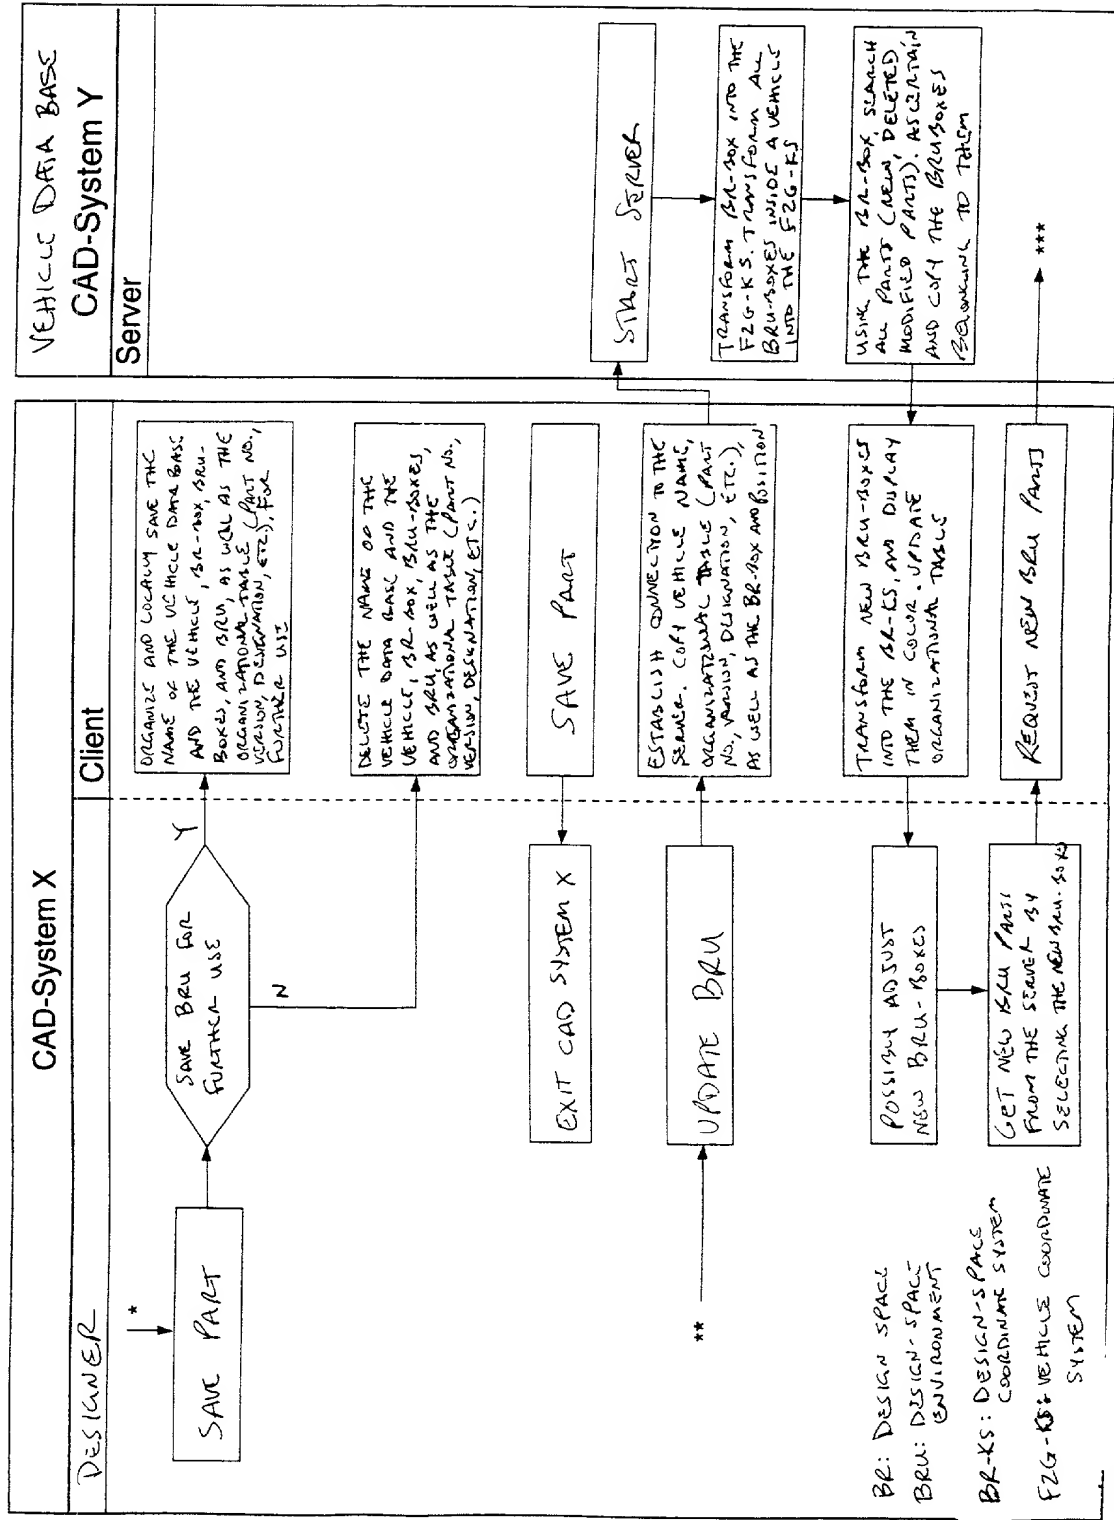 CAD-System X
DESIGNER
Client
VEHICLE DATA BASE
CAD-System Y
Server
*
SAVE PART
SAVE BRU FOR
FURTHER USE
Y
N
ORGANIZE AND LOCALLY SAVE THE
NAME OF THE VEHICLE DATA BASE
AND THE VEHICLE, BR-BOX, BRU-
BOXES, AND BRU, AS WELL AS THE
ORGANIZATIONAL TABLE (PART NO.,
VERSION, DESIGNATION, ETC.), FOR
FURTHER USE
DELETE THE NAME OF THE
VEHICLE DATA BASE AND THE
VEHICLE, BR-BOX, BRU-BOXES,
AND BRU, AS WELL AS THE
ORGANIZATIONAL TABLE (PART NO.,
VERSION, DESIGNATION, ETC.)
SAVE PART
EXIT CAD SYSTEM X
**
UPDATE BRU
ESTABLISH CONNECTION TO THE
SERVER. COPY VEHICLE NAME,
ORGANIZATIONAL TABLE (PART
NO., VERSION, DESIGNATION, ETC.),
AS WELL AS THE BR-BOX AND POSITION
START SERVER
TRANSFORM BR-BOX INTO THE
FZG-KS. TRANSFORM ALL
BRU-BOXES INSIDE A VEHICLE
INTO THE FZG-KS
USING THE BR-BOX, SEARCH
ALL PARTS (NEW, DELETED,
MODIFIED PARTS). ASCERTAIN
AND COPY THE BRU BOXES
BELONGING TO THEM
TRANSFORM NEW BRU-BOXES
INTO THE BR-KS, AND DISPLAY
THEM IN COLOR. UPDATE
ORGANIZATIONAL TABLE
POSSIBLY ADJUST
NEW BRU-BOXES
GET NEW BRU PARTS
FROM THE SERVER BY
SELECTING THE NEW BRU-BOXES
REQUEST NEW BRU PARTS
***
BR: DESIGN SPACE
BRU: DESIGN-SPACE
ENVIRONMENT
BR-KS: DESIGN-SPACE
COORDINATE SYSTEM
FZG-KS: VEHICLE COORDINATE
SYSTEM